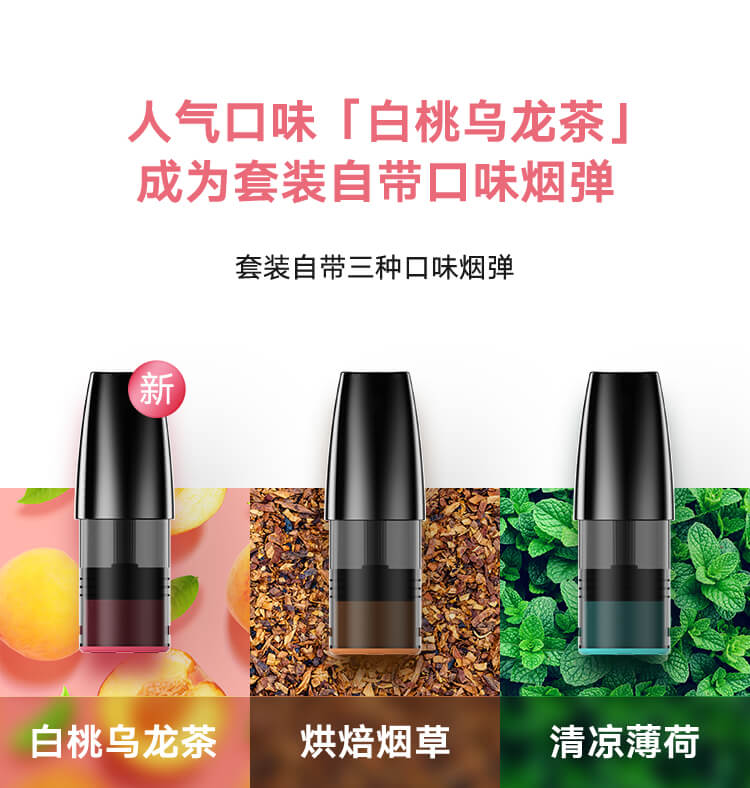 人气口味「白桃乌龙茶」
成为套装自带口味烟弹
套装自带三种口味烟弹
新
白桃乌龙茶
烘焙烟草
清凉薄荷